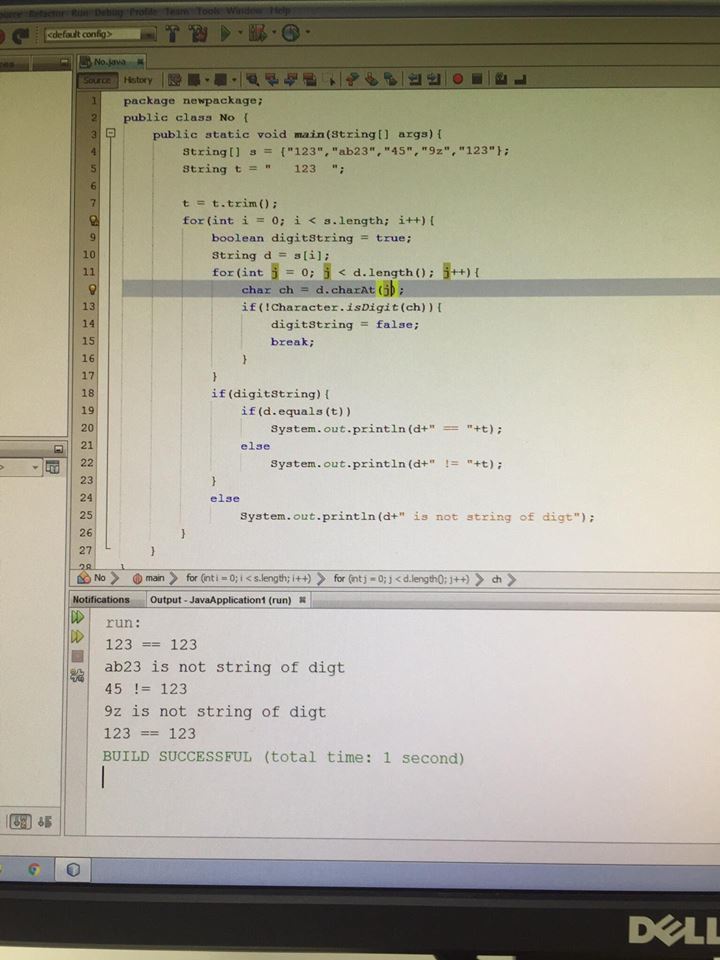 Refactor Run Debug Profile Team Tools Window Help
<default config>
No.java
Source History
1 package newpackage;
2 public class No {
3 public static void main(String[] args){
4 String[] s = {"123","ab23","45","9z","123"};
5 String t = "   123  ";
6
7 t = t.trim();
for(int i = 0; i < s.length; i++){
9 boolean digitString = true;
10 String d = s[i];
11 for(int j = 0; j < d.length(); j++){
char ch = d.charAt(j);
13 if(!Character.isDigit(ch)){
14 digitString = false;
15 break;
16 }
17 }
18 if(digitString){
19 if(d.equals(t))
20 System.out.println(d+" == "+t);
21 else
22 System.out.println(d+" != "+t);
23 }
24 else
25 System.out.println(d+" is not string of digt");
26 }
27 }
28 }
No main for (int i = 0; i < s.length; i++) for (int j = 0; j < d.length(); j++) ch
Notifications Output - JavaApplication1 (run)
run:
123 == 123
ab23 is not string of digt
45 != 123
9z is not string of digt
123 == 123
BUILD SUCCESSFUL (total time: 1 second)
DELL